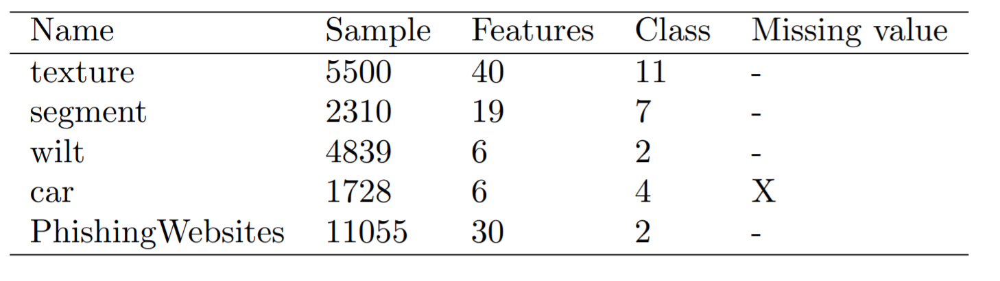 Name Sample Features Class Missing value
texture 5500 40 11 -
segment 2310 19 7 -
wilt 4839 6 2 -
car 1728 6 4 X
PhishingWebsites 11055 30 2 -